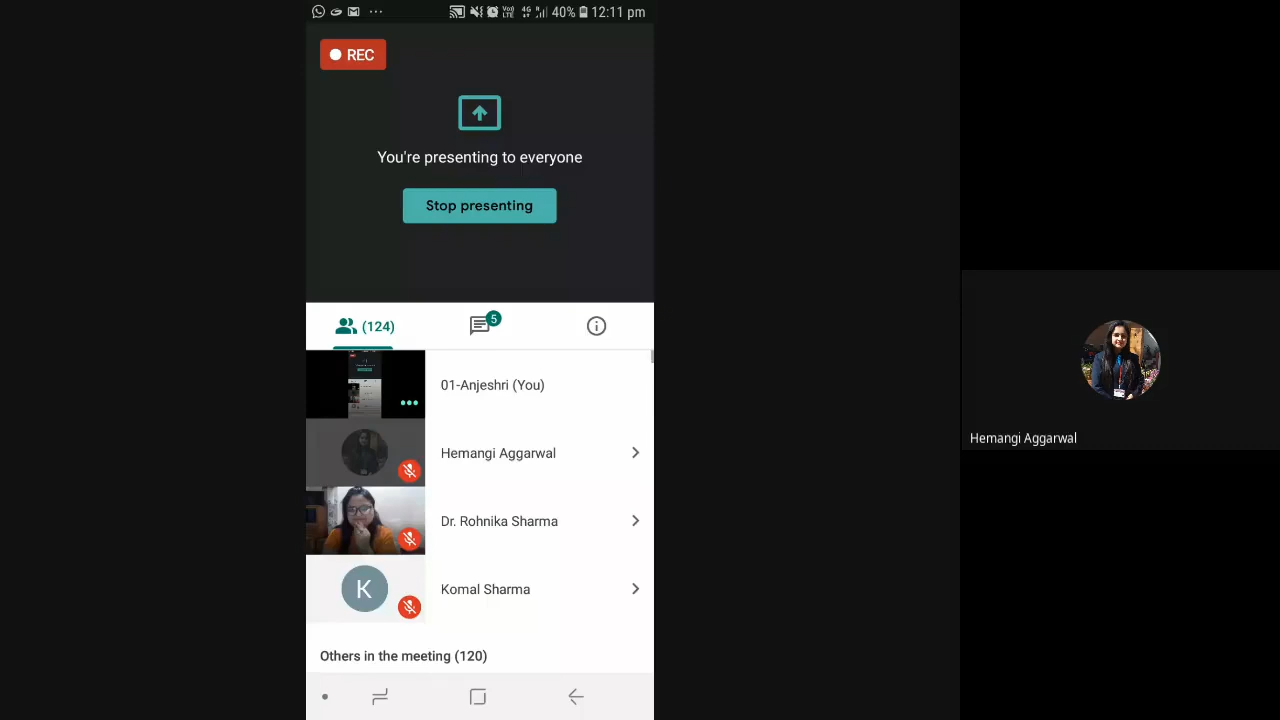 40% 12:11 pm
REC
You're presenting to everyone
Stop presenting
(124)
5
01-Anjeshri (You)
Hemangi Aggarwal
Dr. Rohnika Sharma
K
Komal Sharma
Others in the meeting (120)
Hemangi Aggarwal